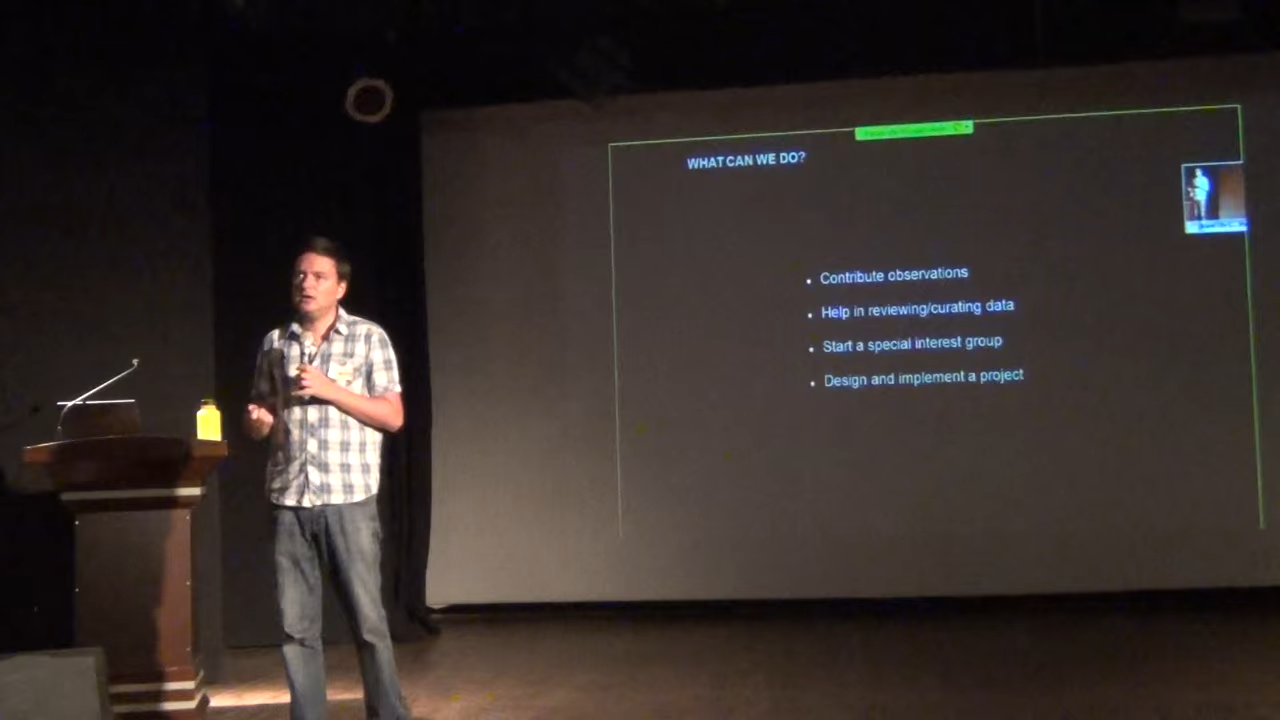 WHAT CAN WE DO?
• Contribute observations
• Help in reviewing/curating data
• Start a special interest group
• Design and implement a project